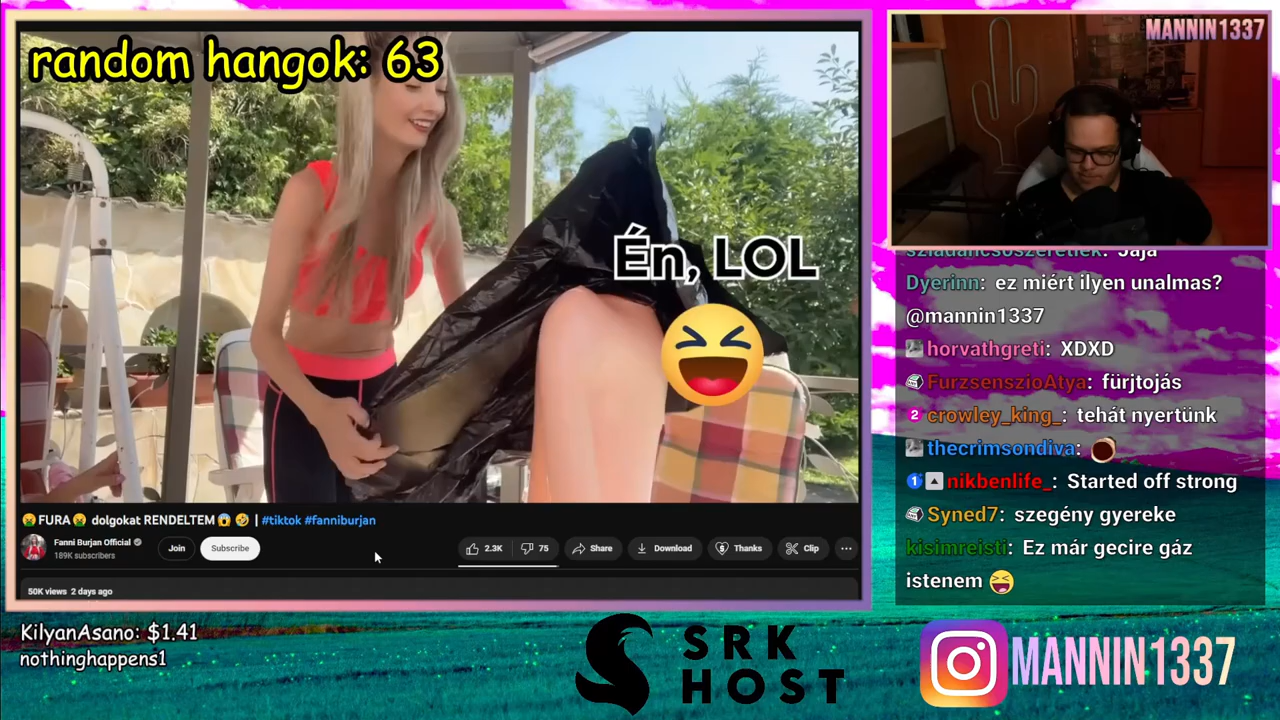 random hangok: 63
Én, LOL
FURA dolgokat RENDELTEM | #tiktok #fanniburjan
Fanni Burjan Official
189K subscribers
Join
Subscribe
2.3K
75
Share
Download
Thanks
Clip
50K views 2 days ago
KilyanAsano: $1.41
nothinghappens1
SRK
HOST
MANNIN1337
Jaja
Dyerinn: ez miért ilyen unalmas?
@mannin1337
horvathgreti: XDXD
FurzsenszioAtya: fürjtojás
2 crowley_king_: tehát nyertünk
thecrimsondiva:
1 nikbenlife_: Started off strong
Syned7: szegény gyereke
kisimreisti: Ez már gecire gáz
istenem
MANNIN1337